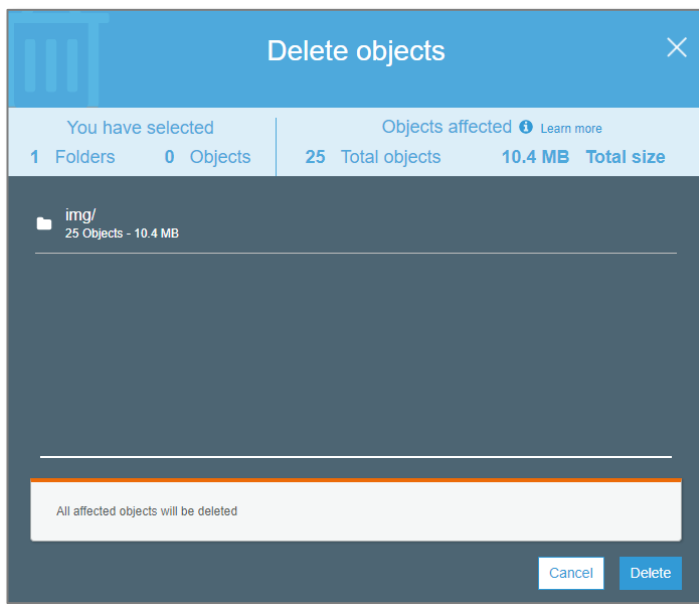 Delete objects
You have selected
1 Folders 0 Objects
Objects affected Learn more
25 Total objects 10.4 MB Total size
img/
25 Objects - 10.4 MB
All affected objects will be deleted
Cancel Delete